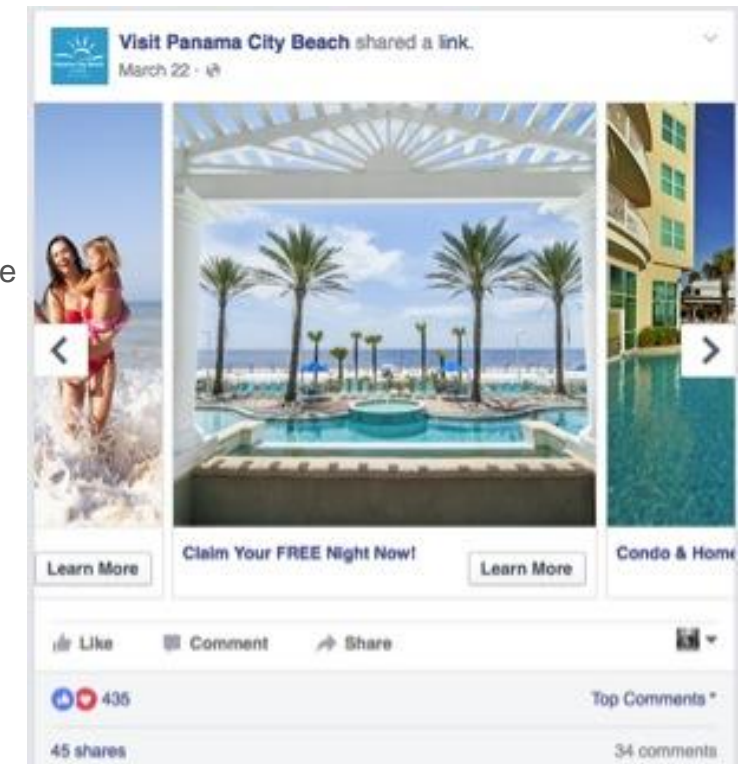 Visit Panama City Beach shared a link.
March 22 ·
e
Learn More
Claim Your FREE Night Now!
Learn More
Condo & Home
Like
Comment
Share
435
Top Comments
45 shares
34 comments